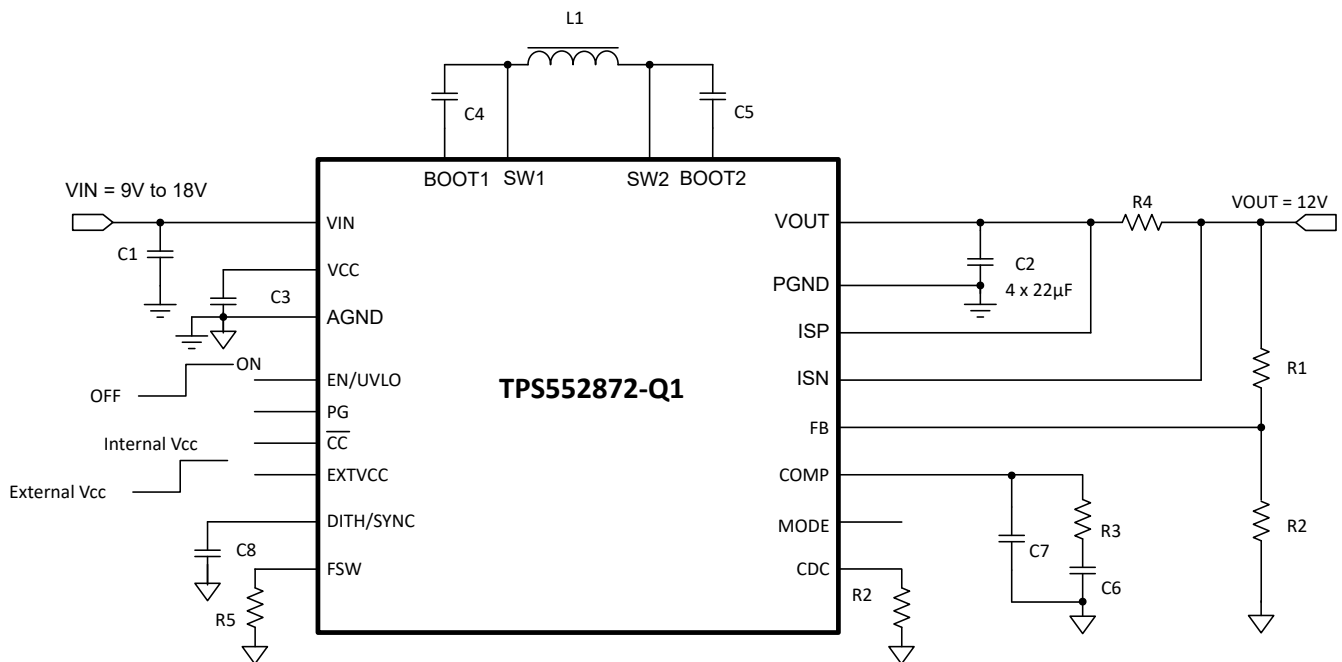 L1
C4
C5
BOOT1
SW1
SW2
BOOT2
VIN = 9V to 18V
C1
VIN
VCC
C3
AGND
ON
OFF
EN/UVLO
PG
CC
Internal Vcc
External Vcc
EXTVCC
DITH/SYNC
C8
FSW
R5
TPS552872-Q1
VOUT
R4
VOUT = 12V
C2
4 x 22µF
PGND
ISP
ISN
R1
FB
COMP
MODE
CDC
C7
R3
C6
R2
R2